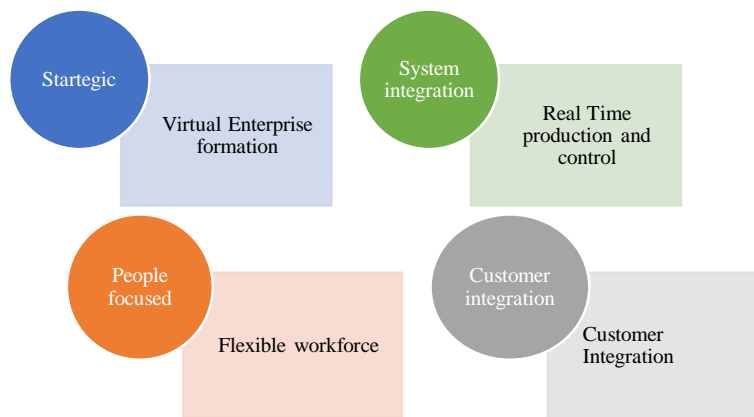 Startegic
Virtual Enterprise
formation
System
integration
Real Time
production and
control
People
focused
Flexible workforce
Customer
integration
Customer
Integration